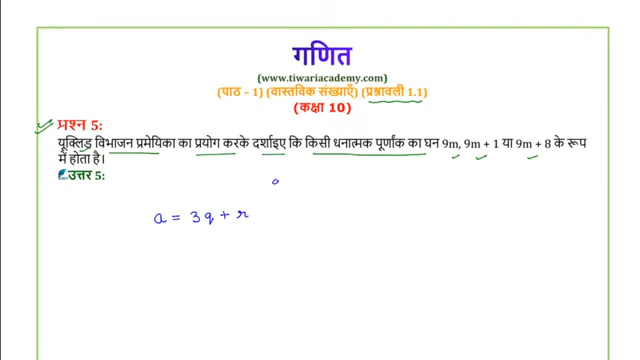 गणित
(www.tiwariacademy.com)
(पाठ – 1) (वास्तविक संख्याएँ) (प्रश्नावली 1.1)
(कक्षा 10)
प्रश्न 5:
यूक्लिड विभाजन प्रमेयिका का प्रयोग करके दर्शाइए कि किसी धनात्मक पूर्णांक का घन 9m, 9m + 1 या 9m + 8 के रूप
में होता है।
उत्तर 5:
a = 3q + r